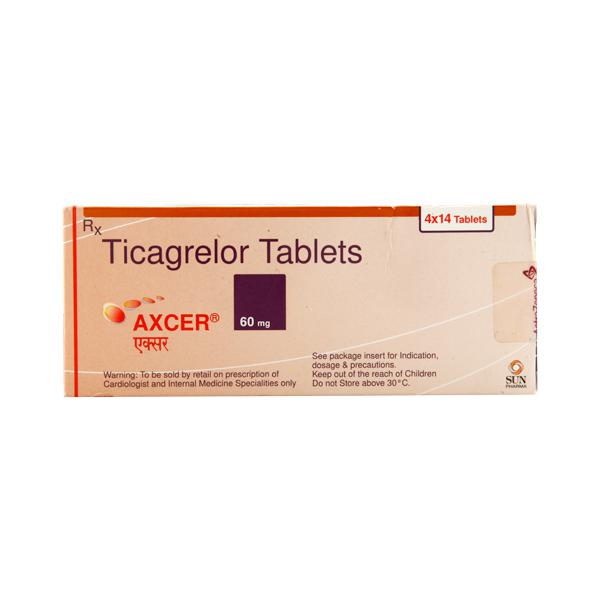 Rx
4x14 Tablets
Ticagrelor Tablets
AXCER®
एक्सर
60 mg
Warning: To be sold by retail on prescription of
Cardiologist and Internal Medicine Specialities only
See package insert for Indication,
dosage & precautions.
Keep out of the reach of Children
Do not Store above 30°C.
SUN
PHARMA